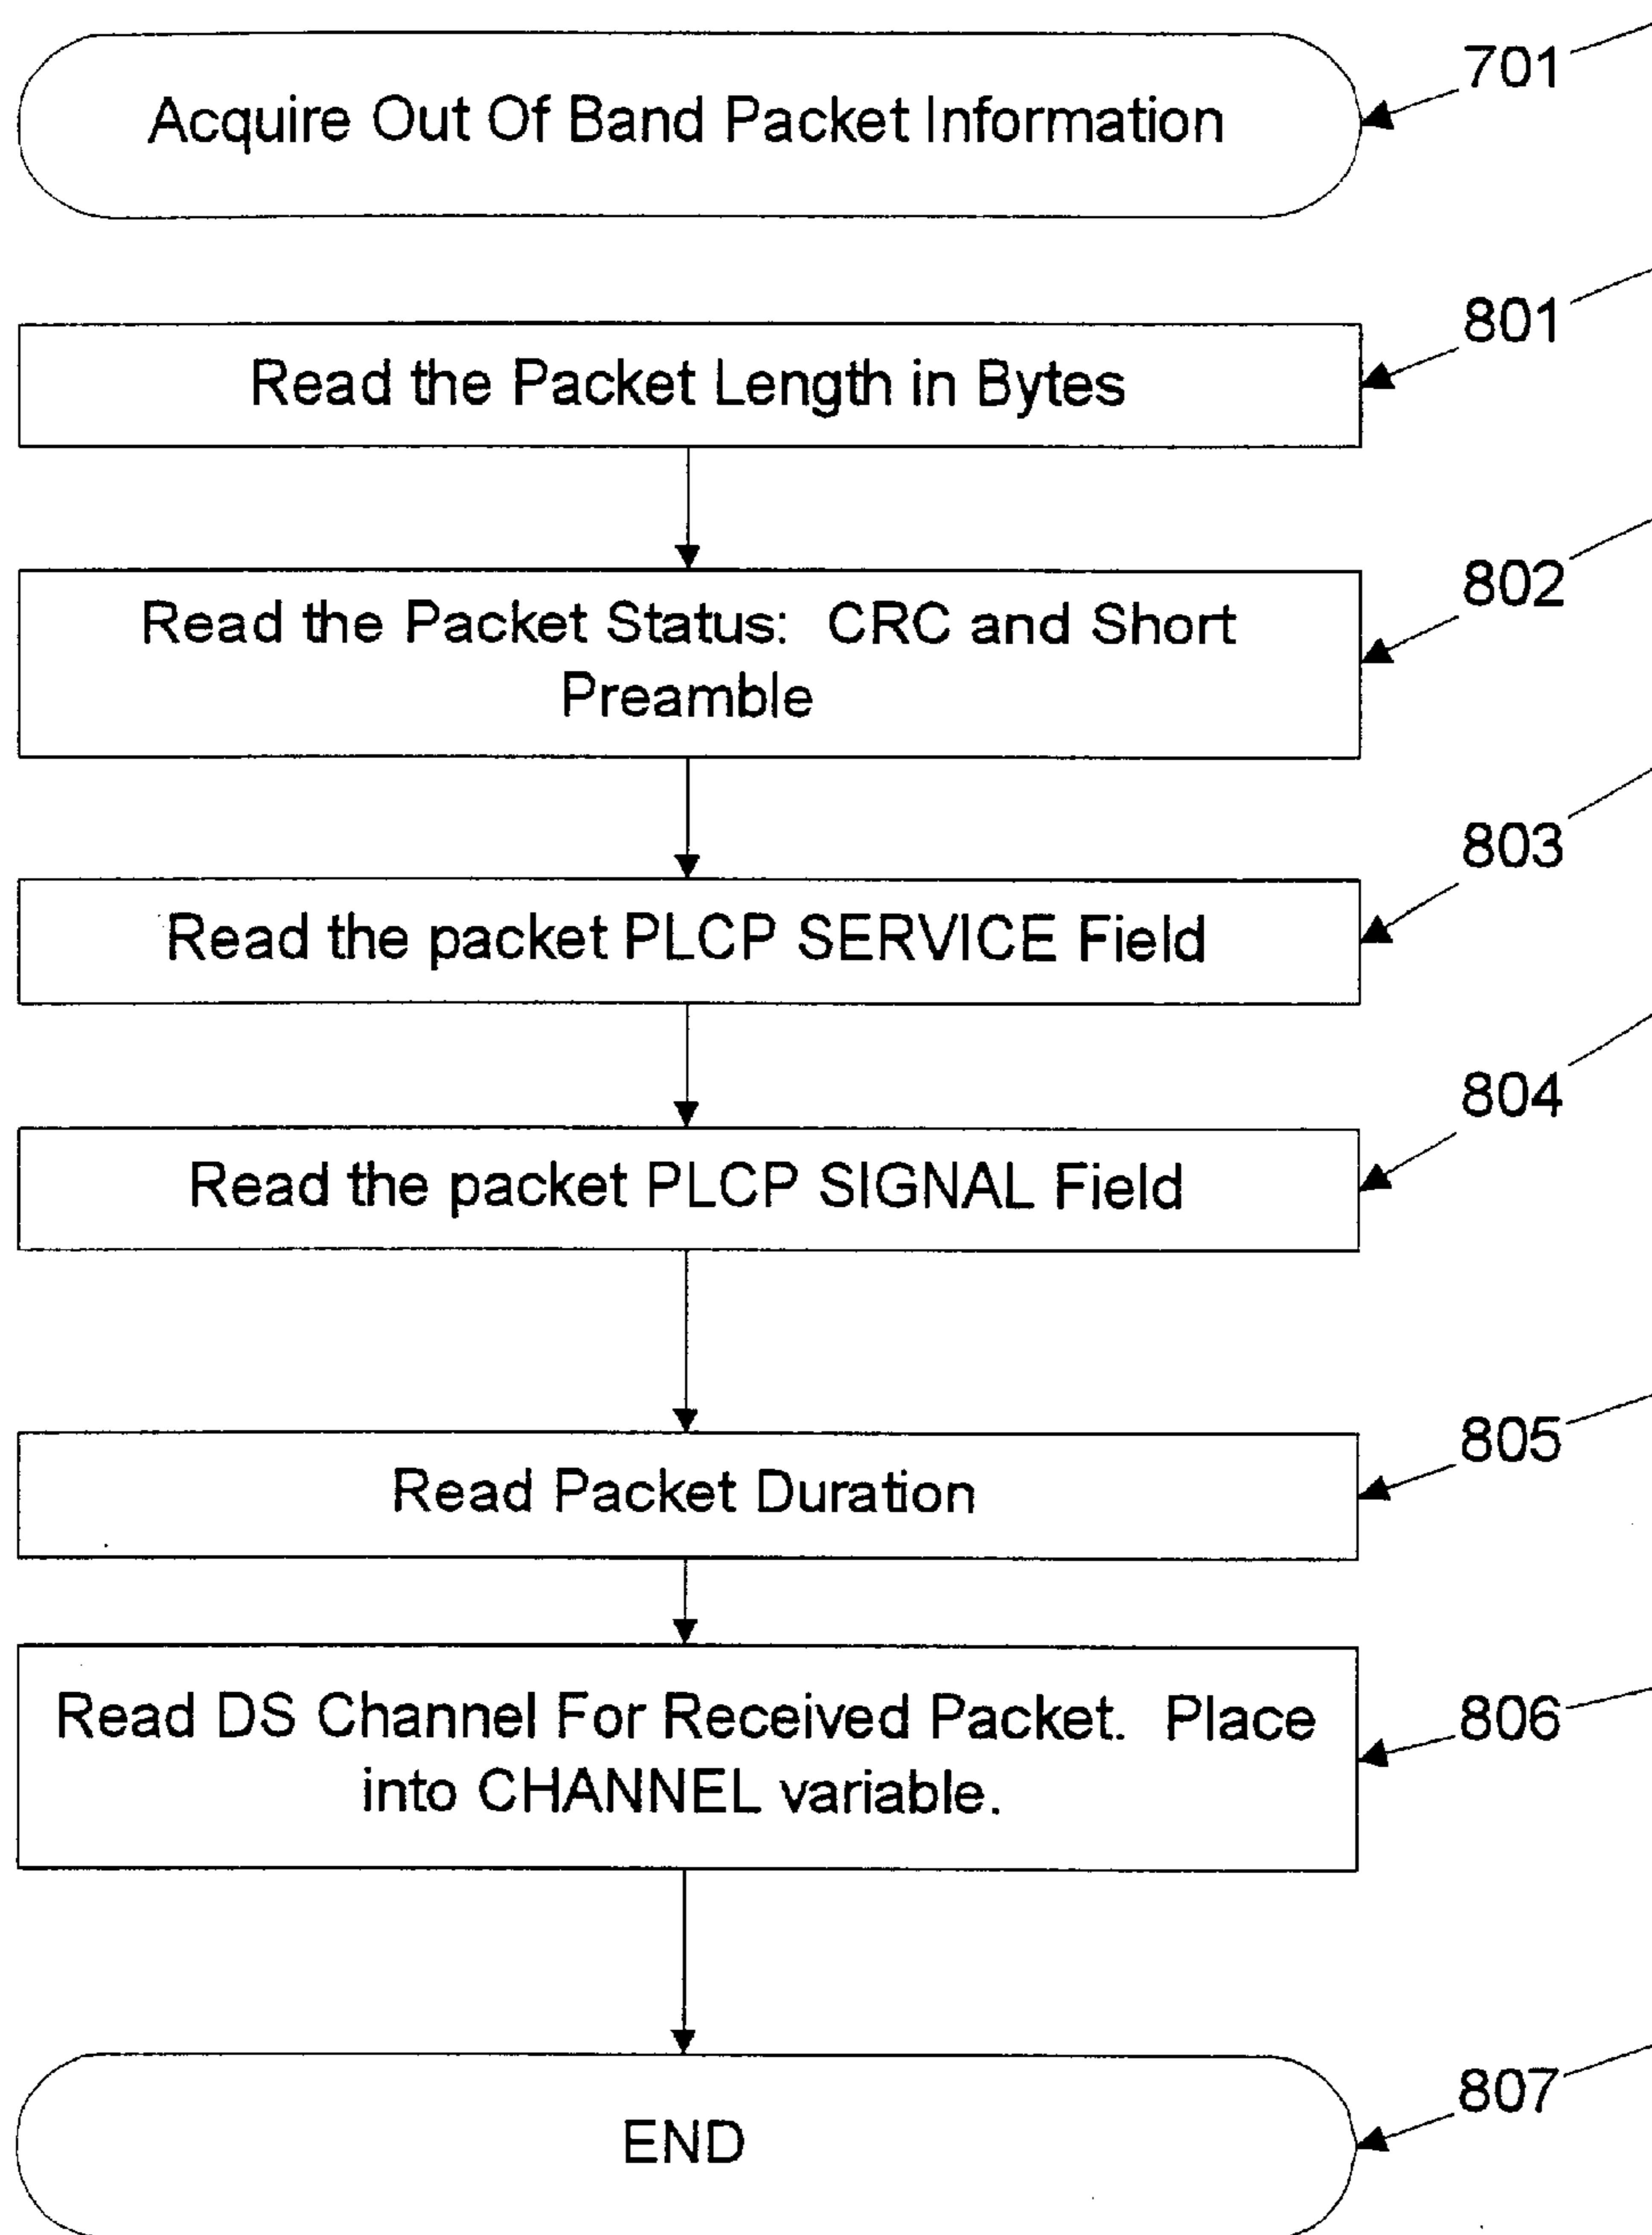 Acquire Out Of Band Packet Information
701
Read the Packet Length in Bytes
801
Read the Packet Status: CRC and Short
Preamble
802
Read the packet PLCP SERVICE Field
803
Read the packet PLCP SIGNAL Field
804
Read Packet Duration
805
Read DS Channel For Received Packet. Place
into CHANNEL variable.
806
END
807